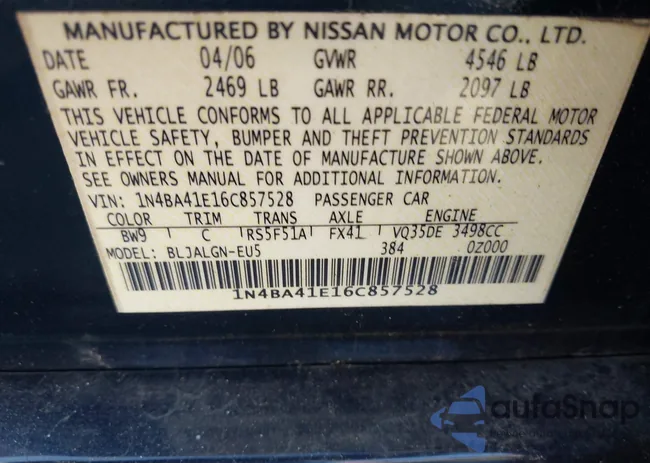 MANUFACTURED BY NISSAN MOTOR CO., LTD.
DATE 04/06 GVWR 4546 LB
GAWR FR. 2469 LB GAWR RR. 2097 LB
THIS VEHICLE CONFORMS TO ALL APPLICABLE FEDERAL MOTOR
VEHICLE SAFETY, BUMPER AND THEFT PREVENTION STANDARDS
IN EFFECT ON THE DATE OF MANUFACTURE SHOWN ABOVE.
SEE OWNERS MANUAL FOR ADDITIONAL INFORMATION.
VIN: 1N4BA41E16C857528 PASSENGER CAR
COLOR TRIM TRANS AXLE ENGINE
BW9 C RS5F51A FX41 VQ35DE 3498CC
MODEL: BLJALGN-EU5 384 0Z000
1N4BA41E16C857528
autoSnap